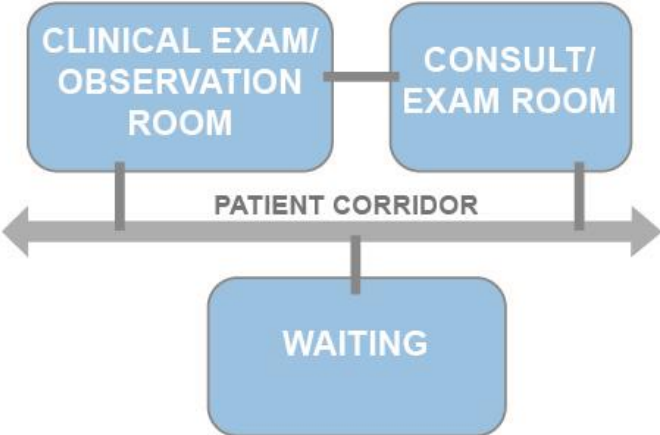 CLINICAL EXAM/
OBSERVATION
ROOM
CONSULT/
EXAM ROOM
PATIENT CORRIDOR
WAITING